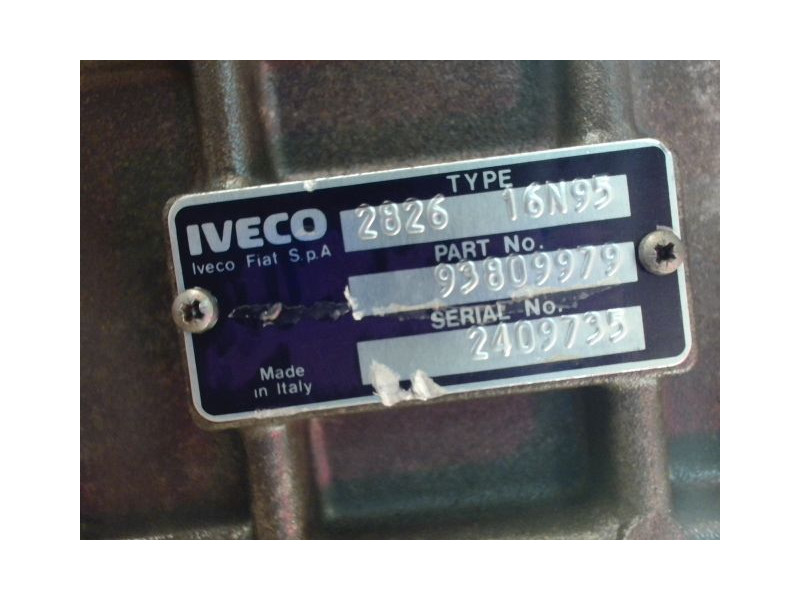 TYPE
IVECO 2826 16N95
Iveco Fiat S.p.A
PART No.
93809979
SERIAL No.
2409735
Made
in Italy